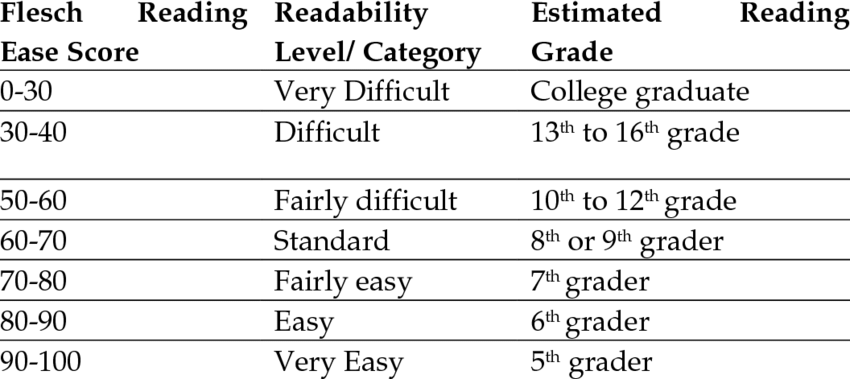 Flesch Reading Readability Estimated Reading
Ease Score Level/ Category Grade
0-30 Very Difficult College graduate
30-40 Difficult 13th to 16th grade
50-60 Fairly difficult 10th to 12th grade
60-70 Standard 8th or 9th grader
70-80 Fairly easy 7th grader
80-90 Easy 6th grader
90-100 Very Easy 5th grader